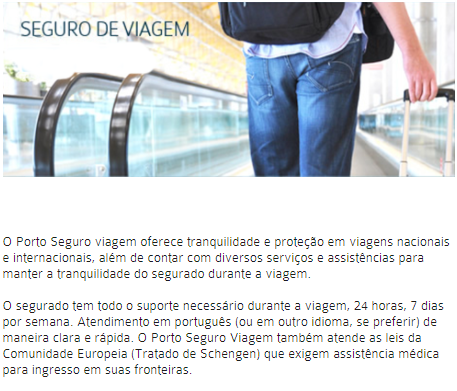 SEGURO DE VIAGEM
O Porto Seguro viagem oferece tranquilidade e proteção em viagens nacionais
e internacionais, além de contar com diversos serviços e assistências para
manter a tranquilidade do segurado durante a viagem.
O segurado tem todo o suporte necessário durante a viagem, 24 horas, 7 dias
por semana. Atendimento em português (ou em outro idioma, se preferir) de
maneira clara e rápida. O Porto Seguro Viagem também atende as leis da
Comunidade Europeia (Tratado de Schengen) que exigem assistência médica
para ingresso em suas fronteiras.